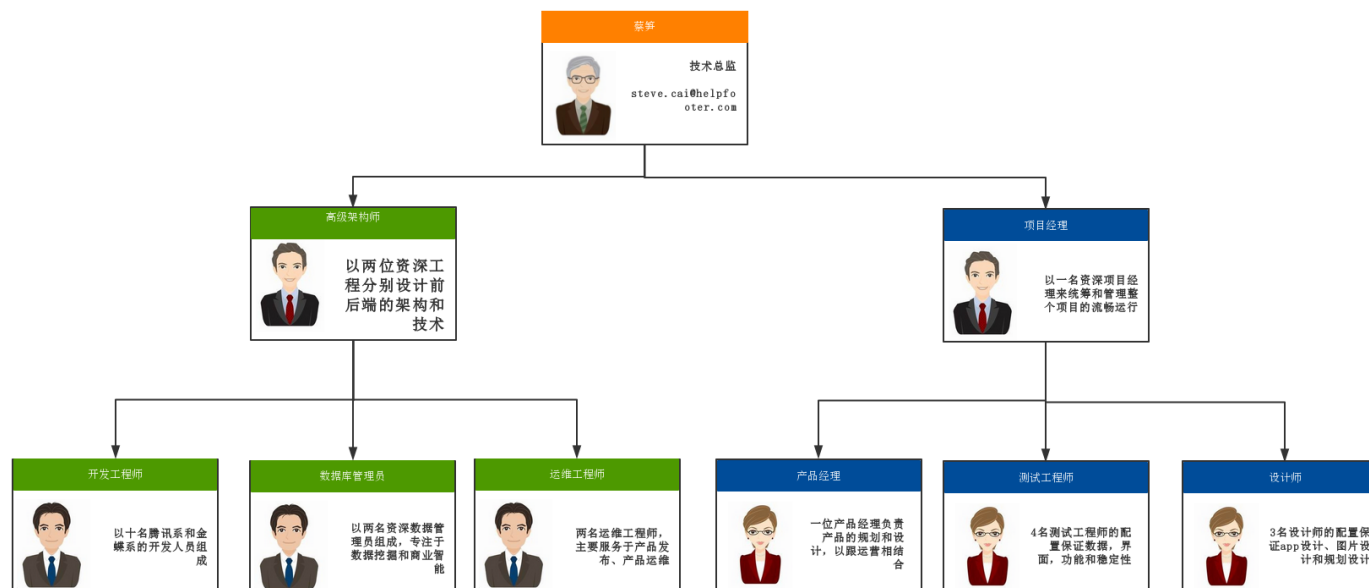 蔡笋
技术总监
steve.cai@helpfo
oter.com
高级架构师
以两位资深工
程分别设计前
后端的架构和
技术
项目经理
以一名资深项目经
理来统筹和管理整
个项目的流畅运行
开发工程师
以十名腾讯系和金
蝶系的开发人员组
成
数据库管理员
以两名资深数据管
理员组成，专注于
数据挖掘和商业智
能
运维工程师
两名运维工程师，
主要服务于产品发
布、产品运维
产品经理
一位产品经理负责
产品的规划和设
计，以跟运营相结
合
测试工程师
4名测试工程师的配
置保证数据，界
面，功能和稳定性
设计师
3名设计师的配置保
证app设计、图片设
计和规划设计